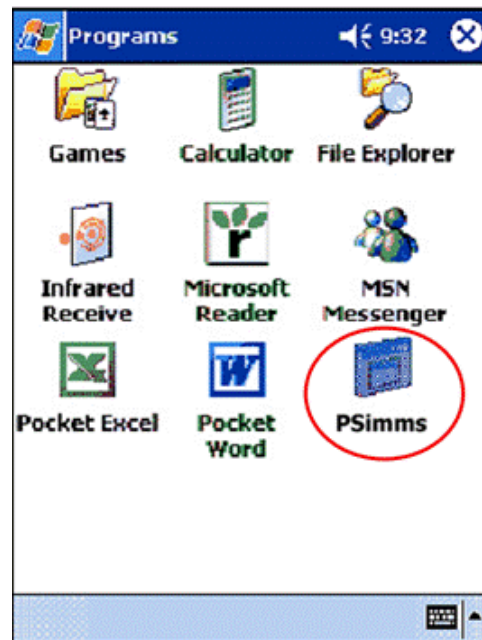 Programs 9:32
Games Calculator File Explorer
Infrared Receive Microsoft Reader MSN Messenger
Pocket Excel Pocket Word PSimms